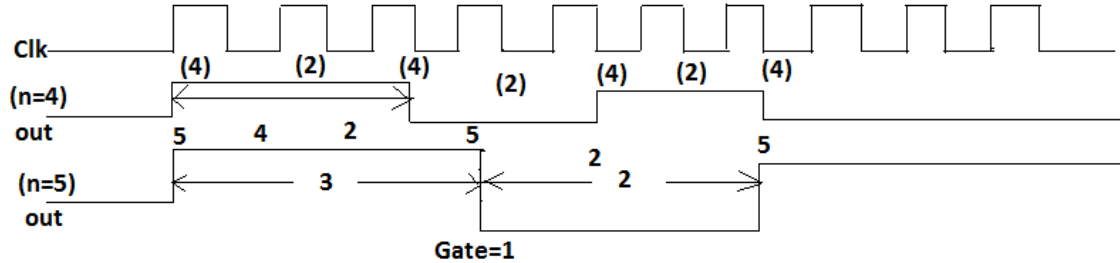 Clk
(4) (2) (4) (2) (4) (2) (4)
(n=4)
out
5 4 2 5 2 5
(n=5)
3 2
out
Gate=1